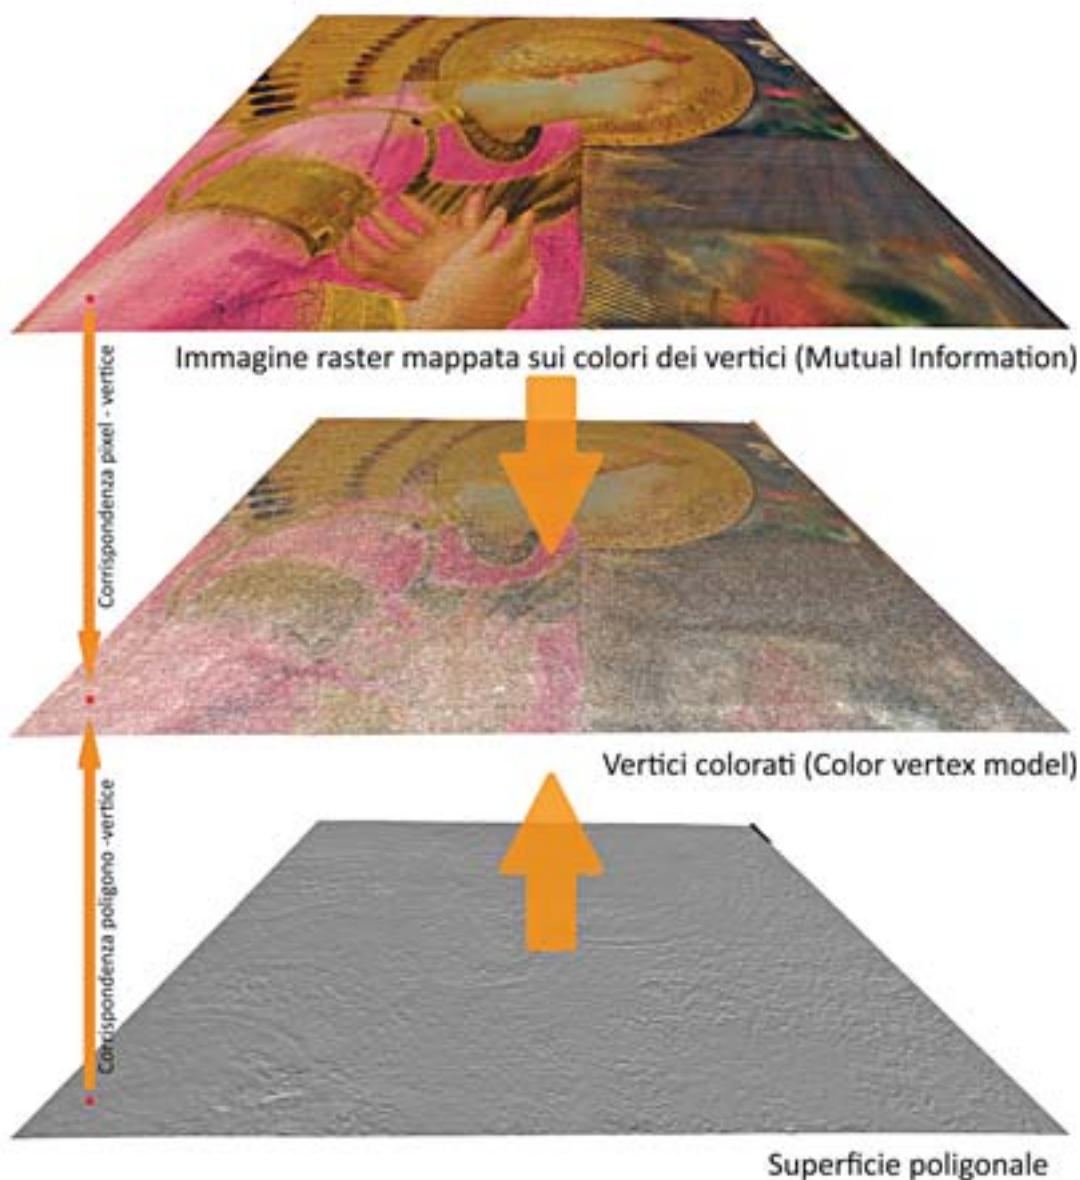 Immagine raster mappata sui colori dei vertici (Mutual Information)
Corrispondenza pixel - vertice
Vertici colorati (Color vertex model)
Corrispondenza poligono -vertice
Superficie poligonale